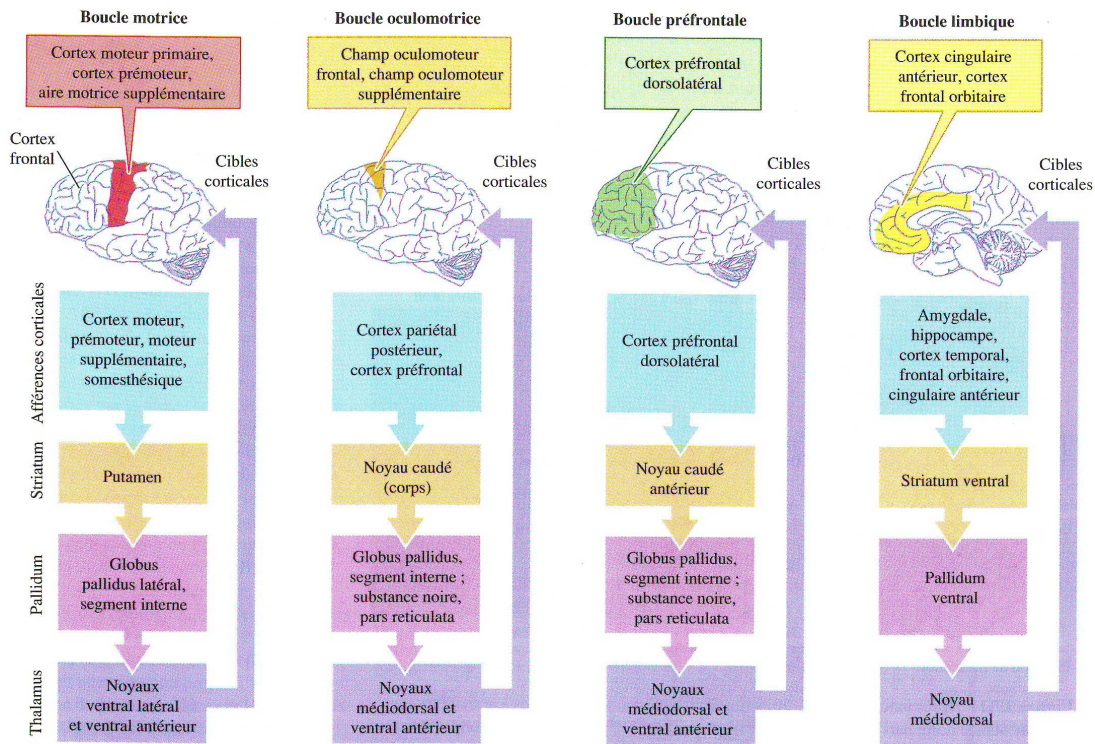 Boucle motrice
Cortex moteur primaire,
cortex prémoteur,
aire motrice supplémentaire
Cortex
frontal
Cibles
corticales
Boucle oculomotrice
Champ oculomoteur
frontal, champ oculomoteur
supplémentaire
Cibles
corticales
Boucle préfrontale
Cortex préfrontal
dorsolatéral
Cibles
corticales
Boucle limbique
Cortex cingulaire
antérieur, cortex
frontal orbitaire
Cibles
corticales
Afférences corticales
Cortex moteur,
prémoteur, moteur
supplémentaire,
somesthésique
Cortex pariétal
postérieur,
cortex préfrontal
Cortex préfrontal
dorsolatéral
Amygdale,
hippocampe,
cortex temporal,
frontal orbitaire,
cingulaire antérieur
Striatum
Putamen
Noyau caudé
(corps)
Noyau caudé
antérieur
Striatum ventral
Pallidum
Globus
pallidus latéral,
segment interne
Globus pallidus,
segment interne ;
substance noire,
pars reticulata
Globus pallidus,
segment interne ;
substance noire,
pars reticulata
Pallidum
ventral
Thalamus
Noyaux
ventral latéral
et ventral antérieur
Noyaux
médiodorsal et
ventral antérieur
Noyaux
médiodorsal et
ventral antérieur
Noyau
médiodorsal